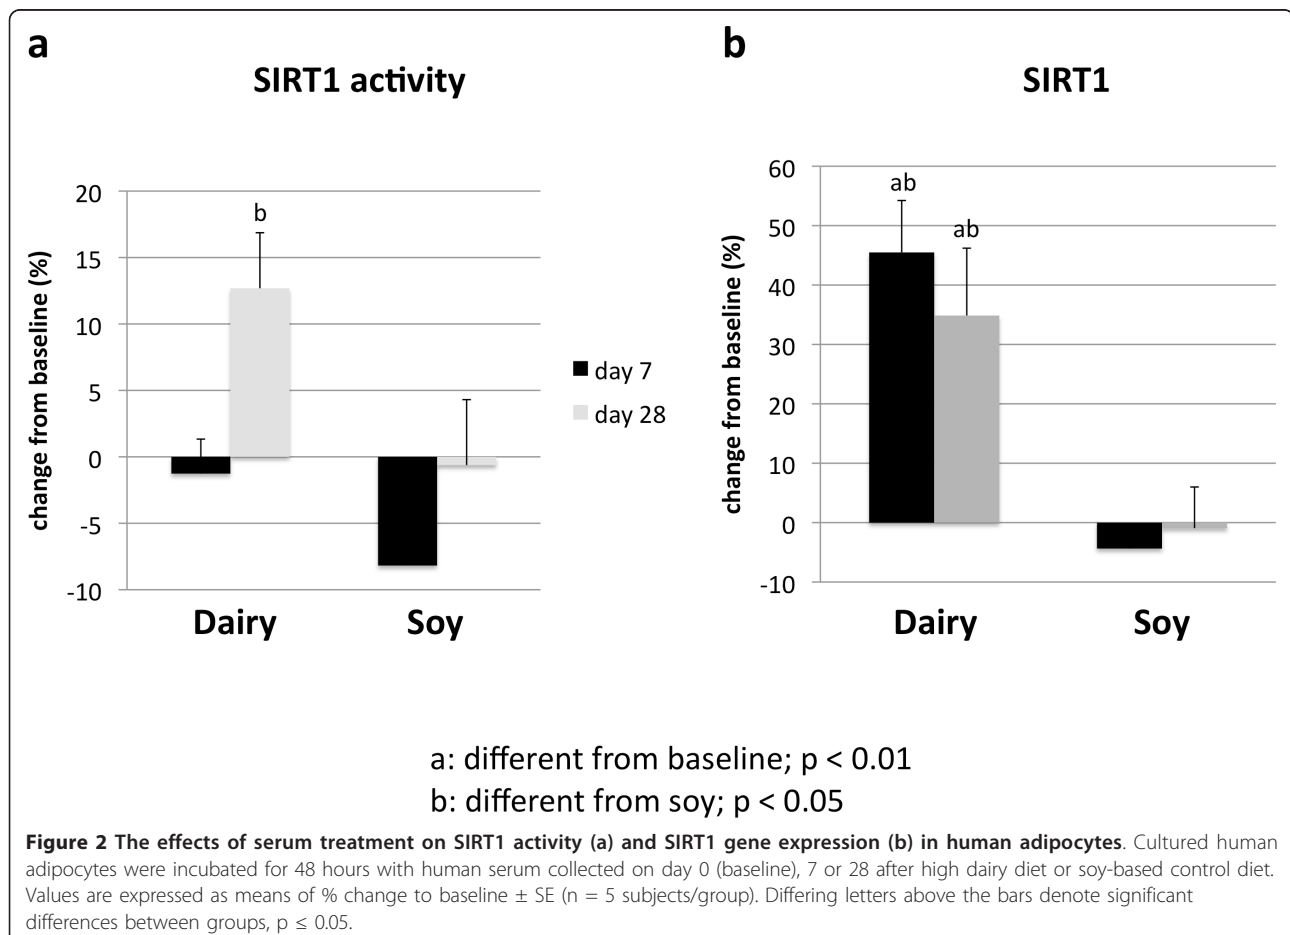 a
SIRT1 activity
20
15
10
5
0
-5
-10
change from baseline (%)
b
Dairy
Soy
day 7
day 28
b
SIRT1
60
50
40
30
20
10
0
-10
change from baseline (%)
ab
ab
Dairy
Soy
a: different from baseline; p < 0.01
b: different from soy; p < 0.05
Figure 2 The effects of serum treatment on SIRT1 activity (a) and SIRT1 gene expression (b) in human adipocytes. Cultured human
adipocytes were incubated for 48 hours with human serum collected on day 0 (baseline), 7 or 28 after high dairy diet or soy-based control diet.
Values are expressed as means of % change to baseline ± SE (n = 5 subjects/group). Differing letters above the bars denote significant
differences between groups, p ≤ 0.05.